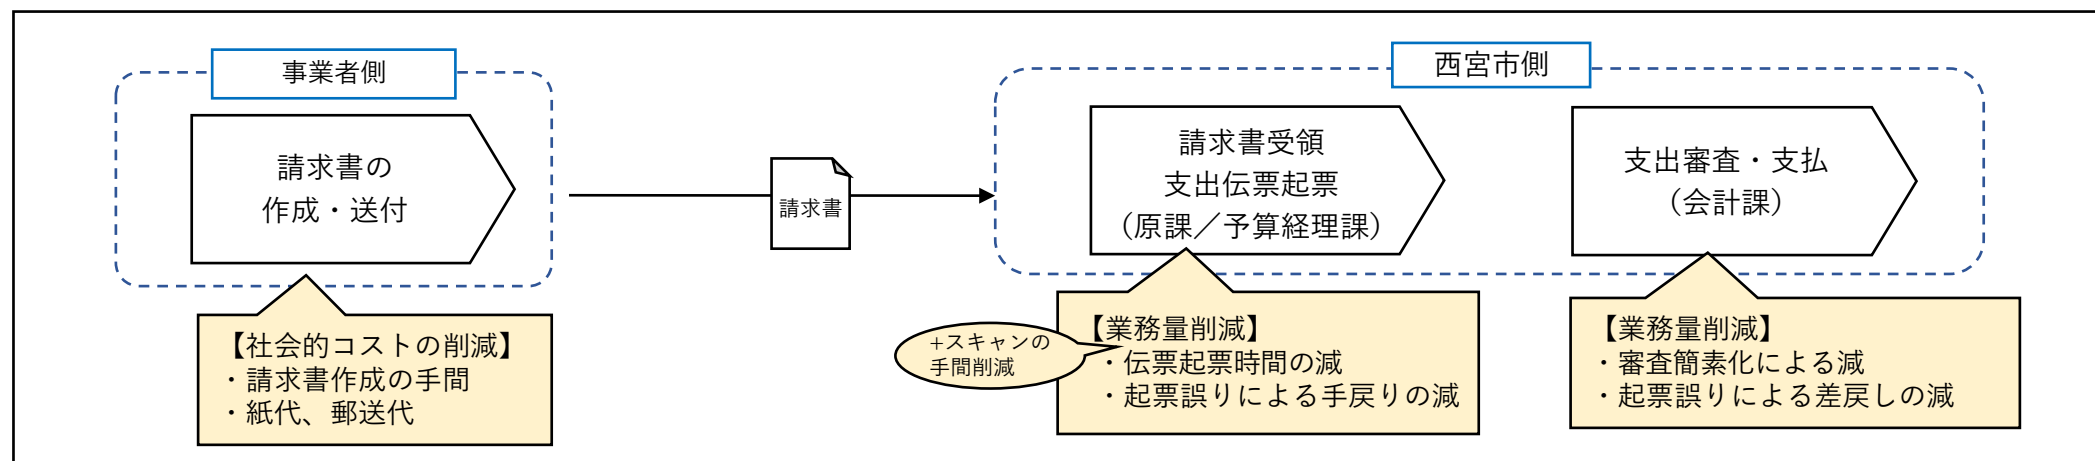 事業者側
請求書の
作成・送付
【社会的コストの削減】
・請求書作成の手間
・紙代、郵送代
請求書
西宮市側
請求書受領
支出伝票起票
（原課／予算経理課）
+スキャンの
手間削減
【業務量削減】
・伝票起票時間の減
・起票誤りによる手戻りの減
支出審査・支払
（会計課）
【業務量削減】
・審査簡素化による減
・起票誤りによる差戻しの減